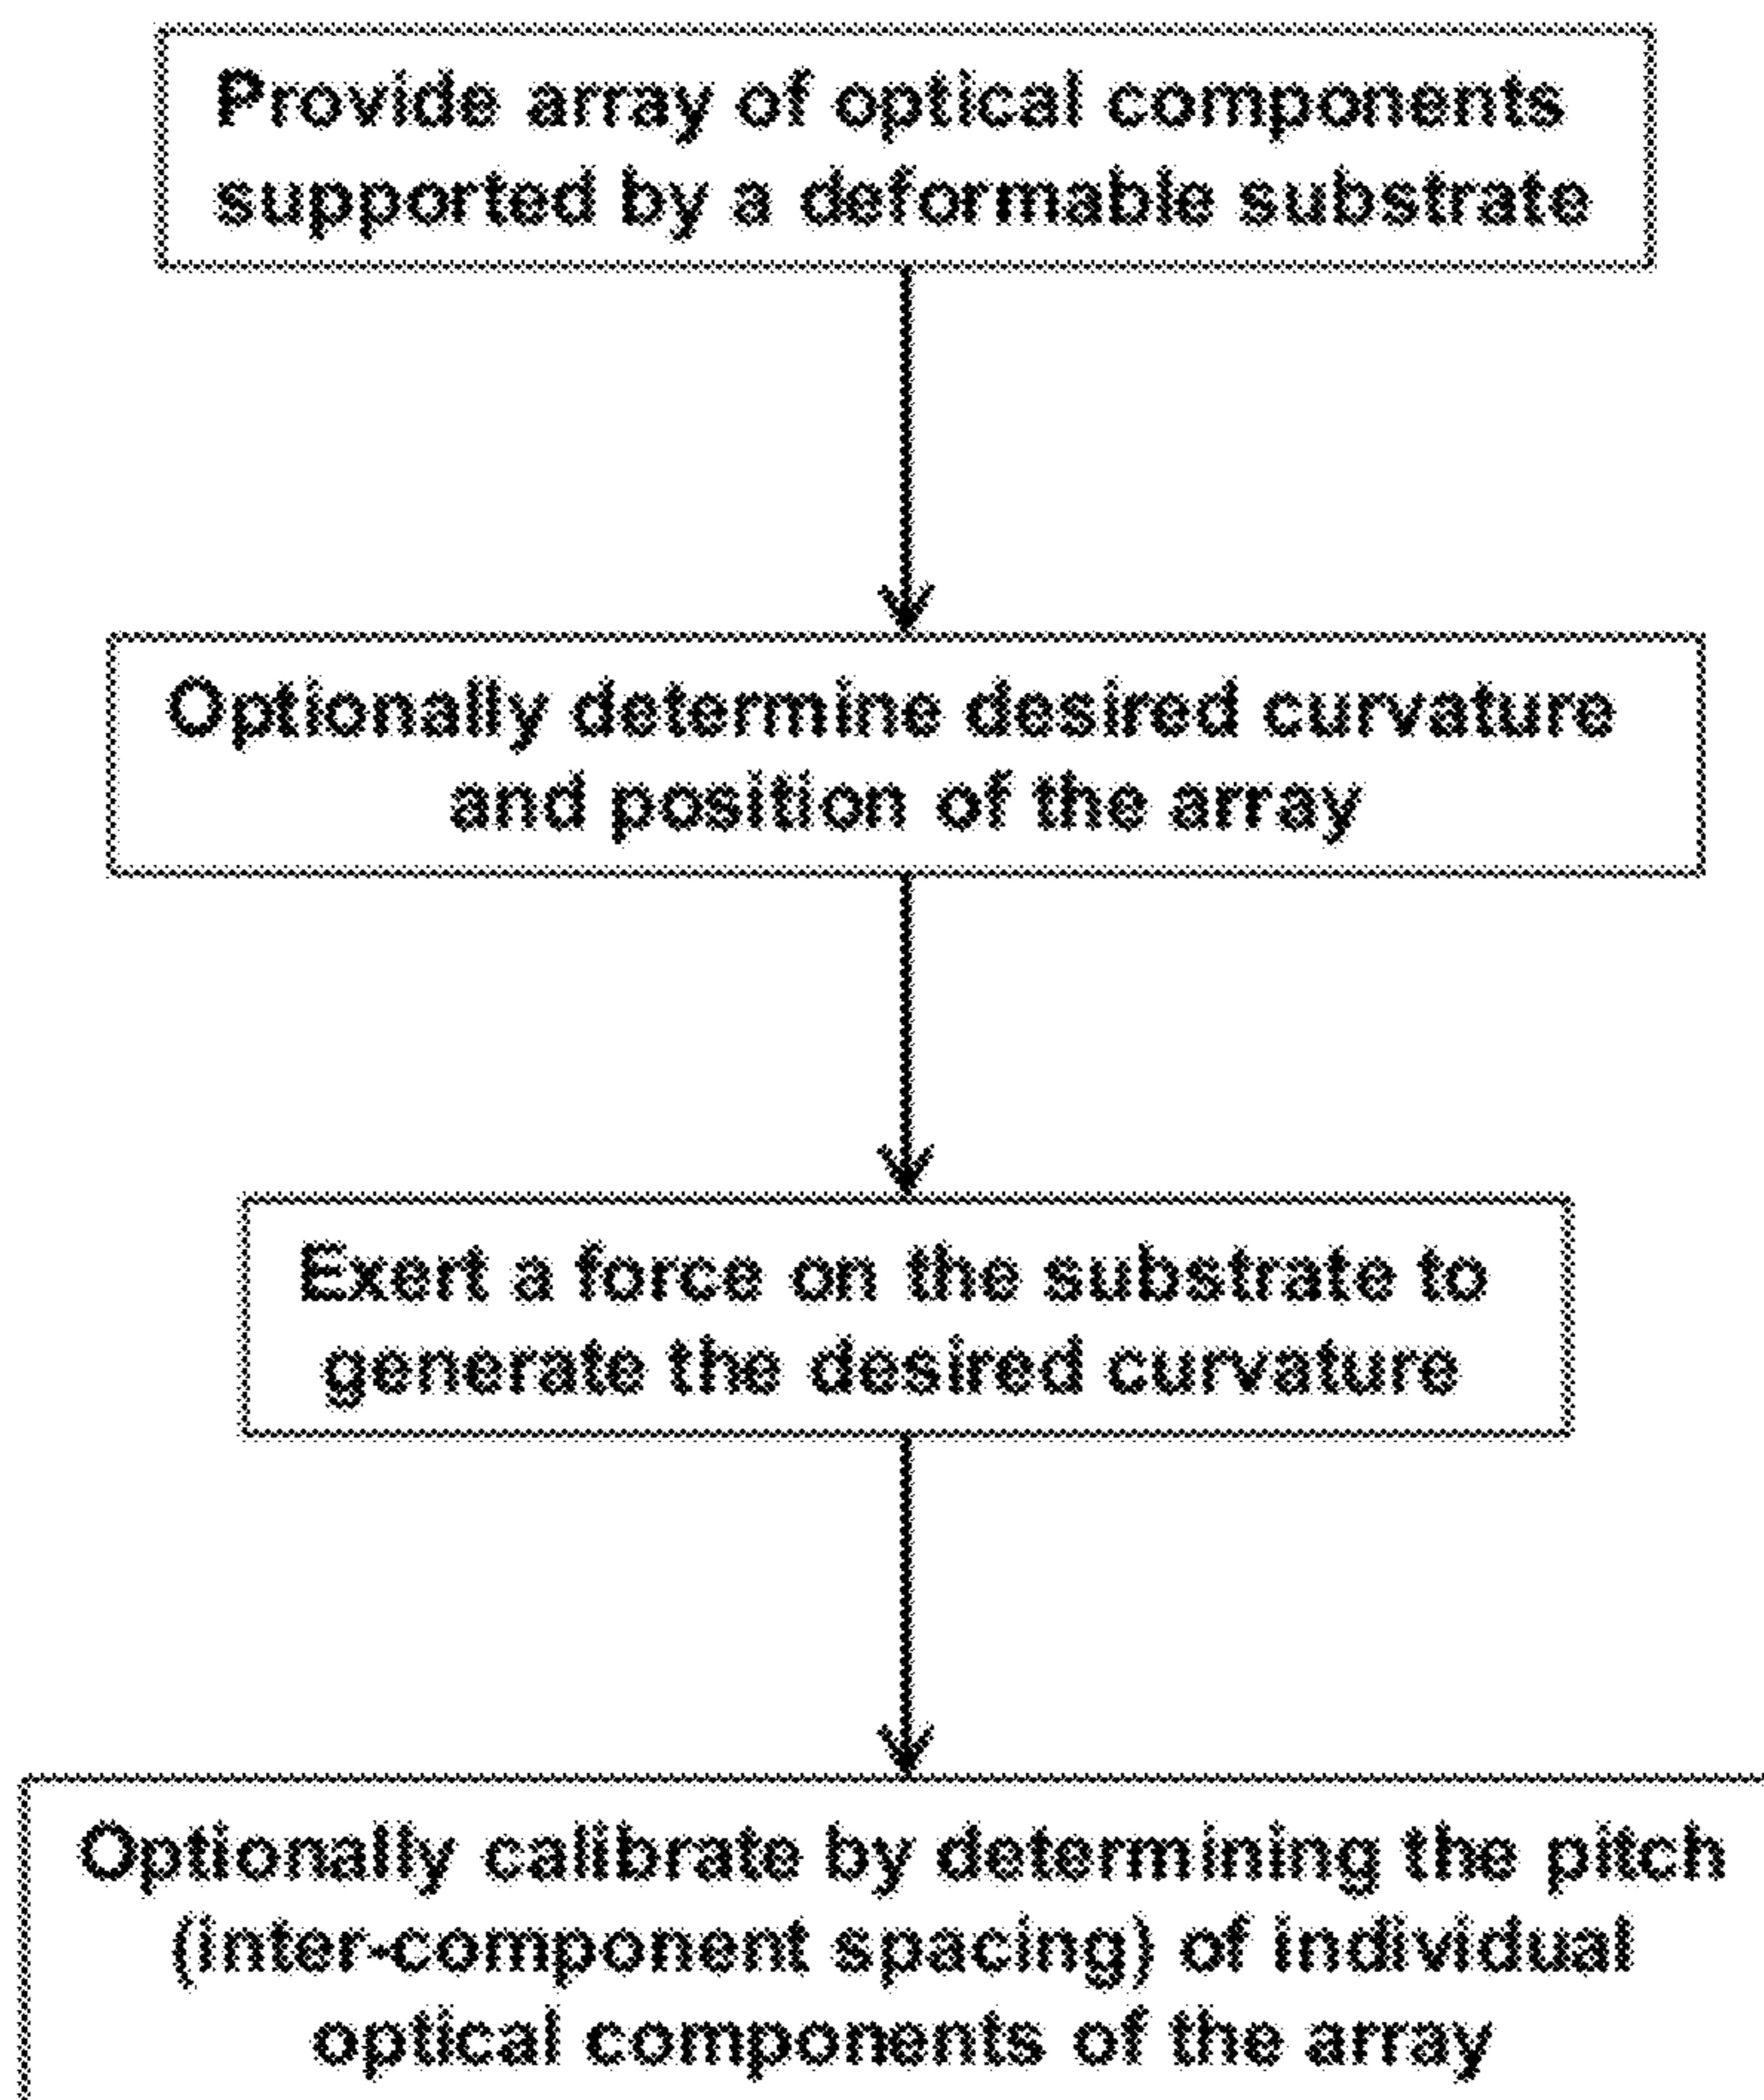 Provide array of optical components
supported by a deformable substrate
Optionally determine desired curvature
and position of the array
Exert a force on the substrate to
generate the desired curvature
Optionally calibrate by determining the pitch
(inter-component spacing) of individual
optical components of the array